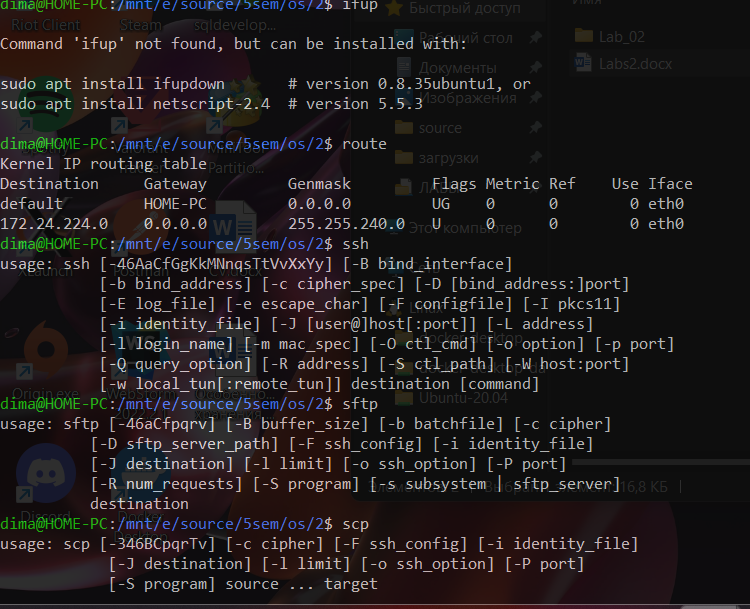 dima@HOME-PC:/mnt/e/source/5sem/os/2$ ifup
Command 'ifup' not found, but can be installed with:
sudo apt install ifupdown        # version 0.8.35ubuntu1, or
sudo apt install netscript-2.4  # version 5.5.3
dima@HOME-PC:/mnt/e/source/5sem/os/2$ route
Kernel IP routing table
Destination     Gateway         Genmask         Flags Metric Ref    Use Iface
default         HOME-PC         0.0.0.0         UG    0      0        0 eth0
172.24.224.0    0.0.0.0         255.255.240.0   U     0      0        0 eth0
dima@HOME-PC:/mnt/e/source/5sem/os/2$ ssh
usage: ssh [-46AaCfGgKkMNnqsTtVvXxYy] [-B bind_interface]
           [-b bind_address] [-c cipher_spec] [-D [bind_address:]port]
           [-E log_file] [-e escape_char] [-F configfile] [-I pkcs11]
           [-i identity_file] [-J [user@]host[:port]] [-L address]
           [-l login_name] [-m mac_spec] [-O ctl_cmd] [-o option] [-p port]
           [-Q query_option] [-R address] [-S ctl_path] [-W host:port]
           [-w local_tun[:remote_tun]] destination [command]
dima@HOME-PC:/mnt/e/source/5sem/os/2$ sftp
usage: sftp [-46aCfpqrv] [-B buffer_size] [-b batchfile] [-c cipher]
          [-D sftp_server_path] [-F ssh_config] [-i identity_file]
          [-J destination] [-l limit] [-o ssh_option] [-P port]
          [-R num_requests] [-S program] [-s subsystem | sftp_server]
          destination
dima@HOME-PC:/mnt/e/source/5sem/os/2$ scp
usage: scp [-346BCpqrTv] [-c cipher] [-F ssh_config] [-i identity_file]
            [-J destination] [-l limit] [-o ssh_option] [-P port]
            [-S program] source ... target
Riot Client
Steam
sqldevelop...
Partitio...
Postman
Origin.exe
Discord
Быстрый доступ
Рабочий стол
Документы
Изображения
source
загрузки
Этот компьютер
Ubuntu-20.04
Lab_02
Labs2.docx